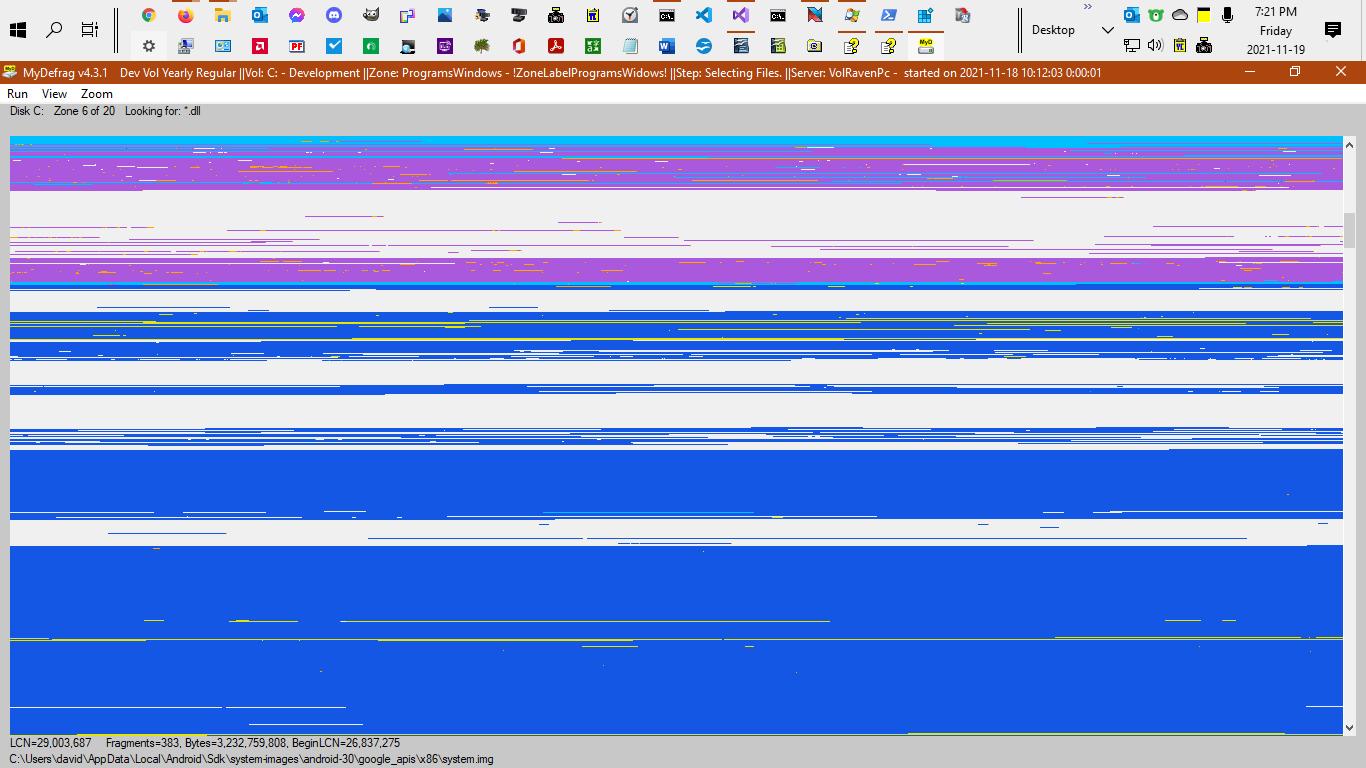 7:21 PM
Desktop
Friday
2021-11-19
MyDefrag v4.3.1 Dev Vol Yearly Regular ||Vol: C: - Development ||Zone: ProgramsWindows - !ZoneLabelProgramsWidows! ||Step: Selecting Files. ||Server: VolRavenPc - started on 2021-11-18 10:12:03 0:00:01
Run View Zoom
Disk C: Zone 6 of 20 Looking for: *.dll
LCN=29,003,687 Fragments=383, Bytes=3,232,759,808, BeginLCN=26,837,275
C:\Users\david\AppData\Local\Android\Sdk\system-images\android-30\google_apis\x86\system.img